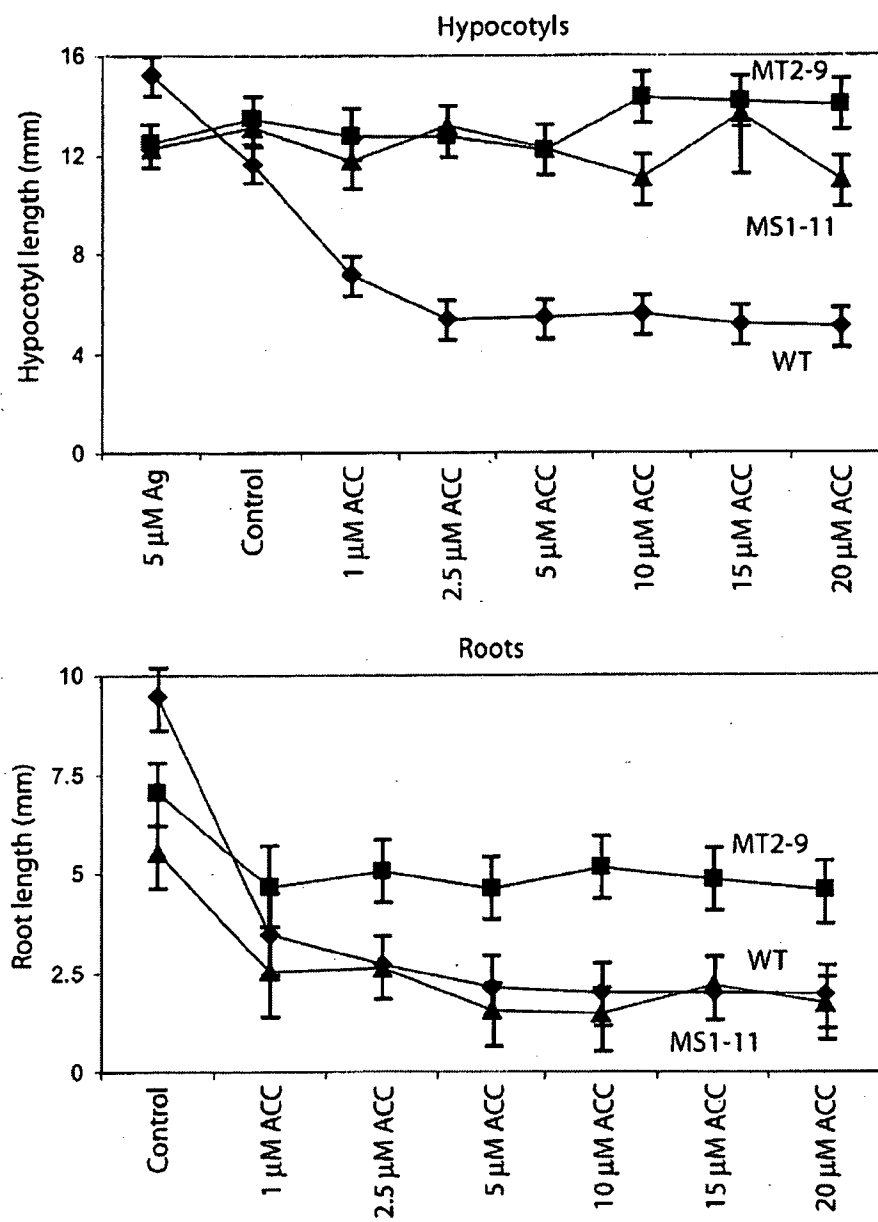 Hypocotyls
Hypocotyl length (mm)
16
12
8
4
0
MT2-9
MS1-11
WT
5 µM Ag
Control
1 µM ACC
2.5 µM ACC
5 µM ACC
10 µM ACC
15 µM ACC
20 µM ACC
Roots
Root length (mm)
10
7.5
5
2.5
0
MT2-9
WT
MS1-11
Control
1 µM ACC
2.5 µM ACC
5 µM ACC
10 µM ACC
15 µM ACC
20 µM ACC